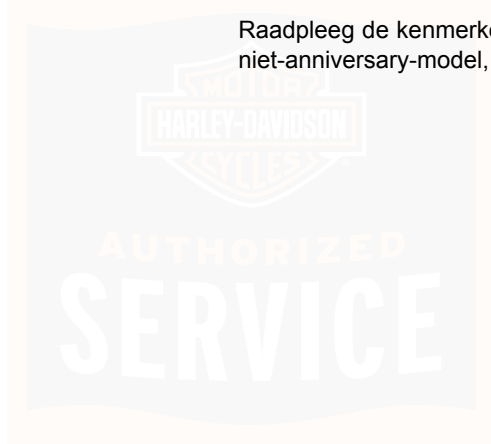 Raadpleeg de kenmerke
niet-anniversary-model,
MOTOR
HARLEY-DAVIDSON
CYCLES
AUTHORIZED
SERVICE